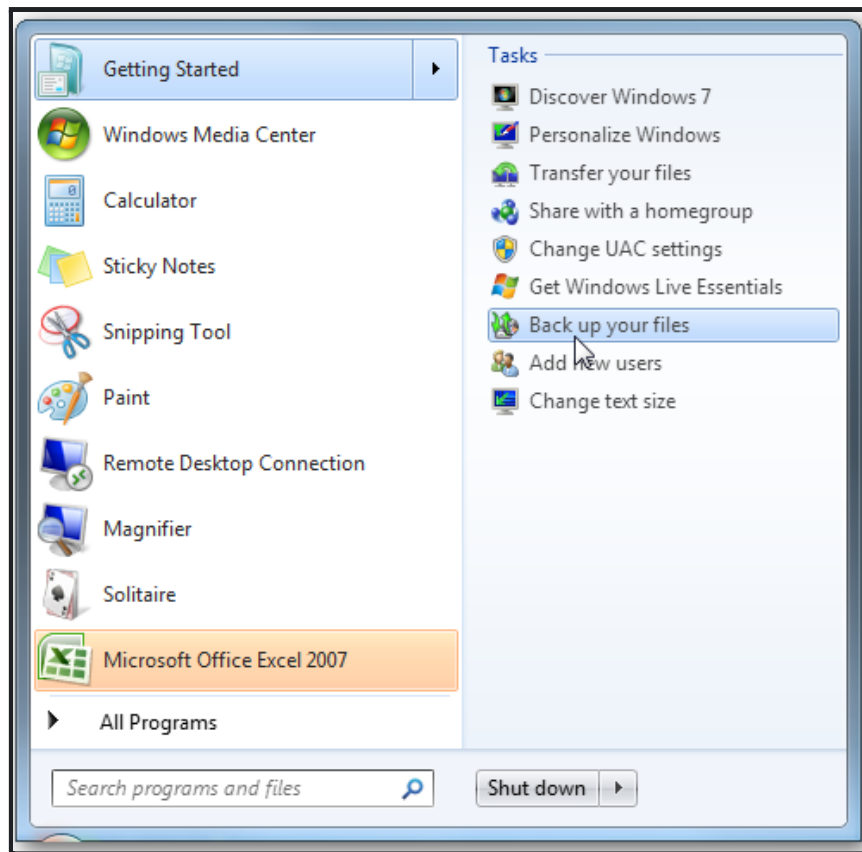 Getting Started
Windows Media Center
Calculator
Sticky Notes
Snipping Tool
Paint
Remote Desktop Connection
Magnifier
Solitaire
Microsoft Office Excel 2007
All Programs
Search programs and files
Tasks
Discover Windows 7
Personalize Windows
Transfer your files
Share with a homegroup
Change UAC settings
Get Windows Live Essentials
Back up your files
Add new users
Change text size
Shut down